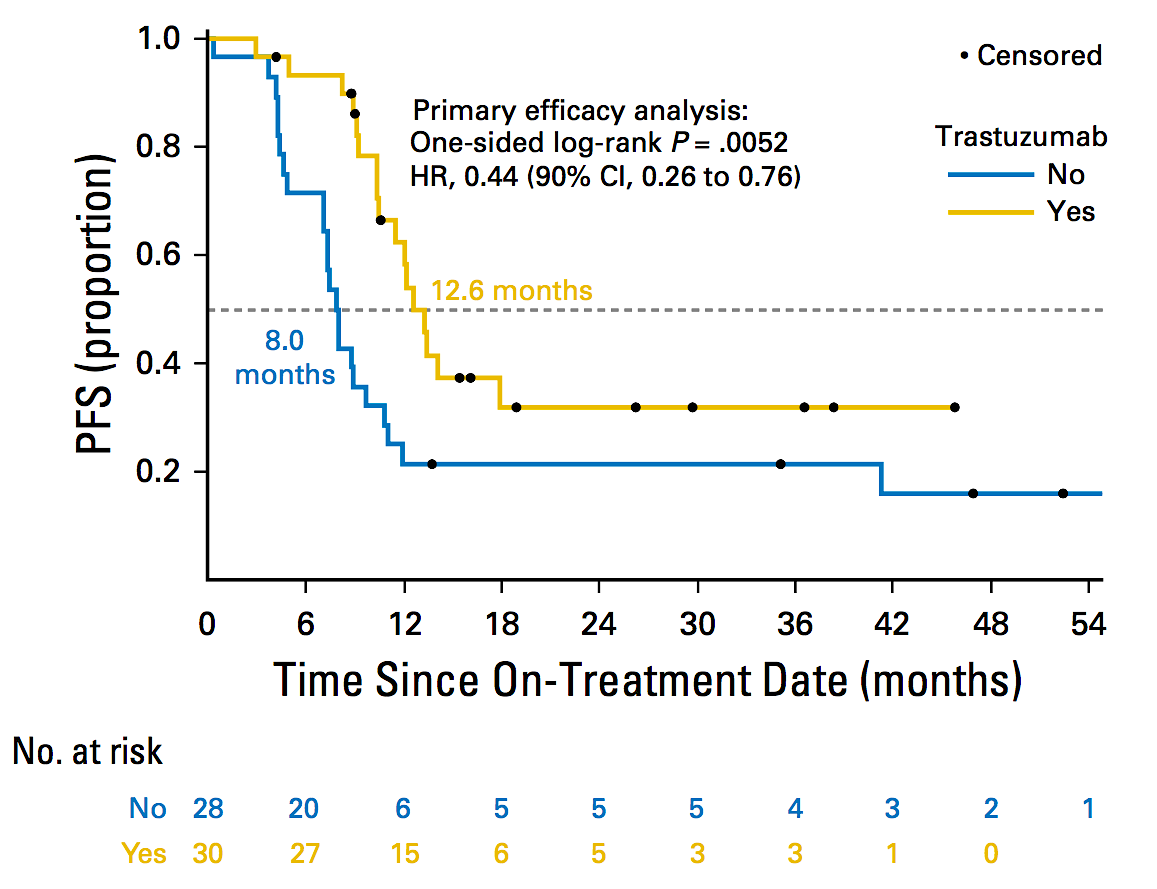 1.0
0.8
0.6
0.4
0.2
PFS (proportion)
• Censored
Primary efficacy analysis:
One-sided log-rank P = .0052
HR, 0.44 (90% CI, 0.26 to 0.76)
Trastuzumab
No
Yes
12.6 months
8.0
months
0 6 12 18 24 30 36 42 48 54
Time Since On-Treatment Date (months)
No. at risk
No 28 20 6 5 5 5 4 3 2 1
Yes 30 27 15 6 5 3 3 1 0